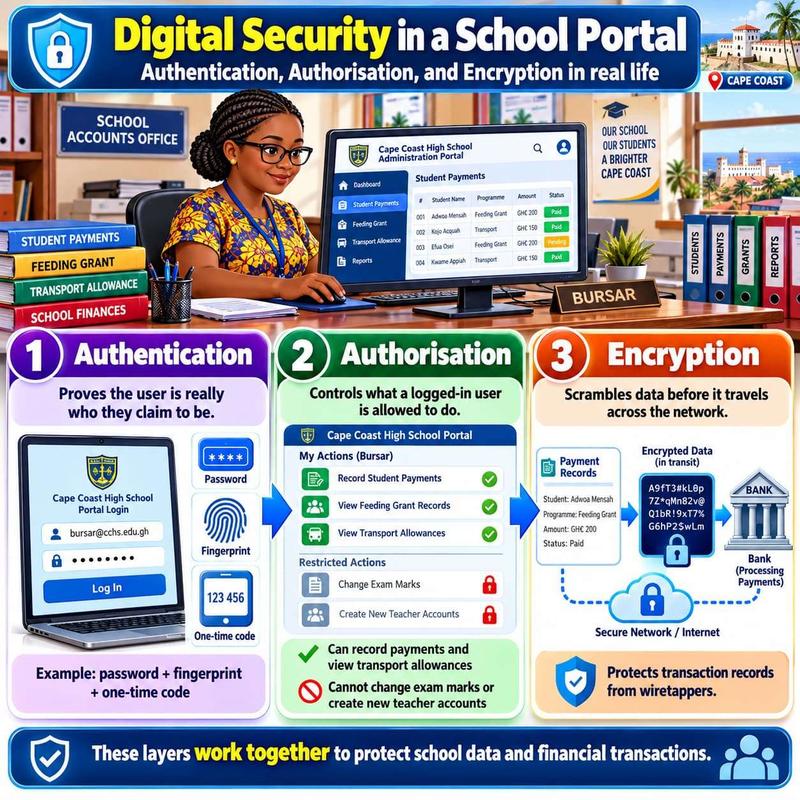 Digital Security in a School Portal
Authentication, Authorisation, and Encryption in real life
CAPE COAST
SCHOOL
ACCOUNTS OFFICE
STUDENT PAYMENTS
FEEDING GRANT
TRANSPORT ALLOWANCE
SCHOOL FINANCES
Cape Coast High School
Administration Portal
Dashboard
Student Payments
Feeding Grant
Transport Allowance
Reports
Student Payments
# Student Name Programme Amount Status
001 Adwoa Mensah Feeding Grant GH₵ 200 Paid
002 Kojo Acquah Transport GH₵ 150 Paid
003 Efua Osei Feeding Grant GH₵ 200 Pending
004 Kwame Appiah Transport GH₵ 150 Paid
OUR SCHOOL
OUR STUDENTS
A BRIGHTER
CAPE COAST
BURSAR
STUDENTS
PAYMENTS
GRANTS
REPORTS
1 Authentication
Proves the user is really
who they claim to be.
Cape Coast High School
Portal Login
bursar@cchs.edu.gh
Log In
****
Password
Fingerprint
123 456
One-time code
Example: password + fingerprint
+ one-time code
2 Authorisation
Controls what a logged-in user
is allowed to do.
Cape Coast High School Portal
My Actions (Bursar)
Record Student Payments
View Feeding Grant Records
View Transport Allowances
Restricted Actions
Change Exam Marks
Create New Teacher Accounts
Can record payments and
view transport allowances
Cannot change exam marks or
create new teacher accounts
3 Encryption
Scrambles data before it travels
across the network.
Payment
Records
Student: Adwoa Mensah
Programme: Feeding Grant
Amount: GH₵ 200
Status: Paid
Encrypted Data
(in transit)
A9fT3#kL0p
7Z*qMn82v@
Q1bR!9xT7%
G6hP2$wLm
BANK
Bank
(Processing
Payments)
Secure Network / Internet
Protects transaction records
from wiretappers.
These layers work together to protect school data and financial transactions.